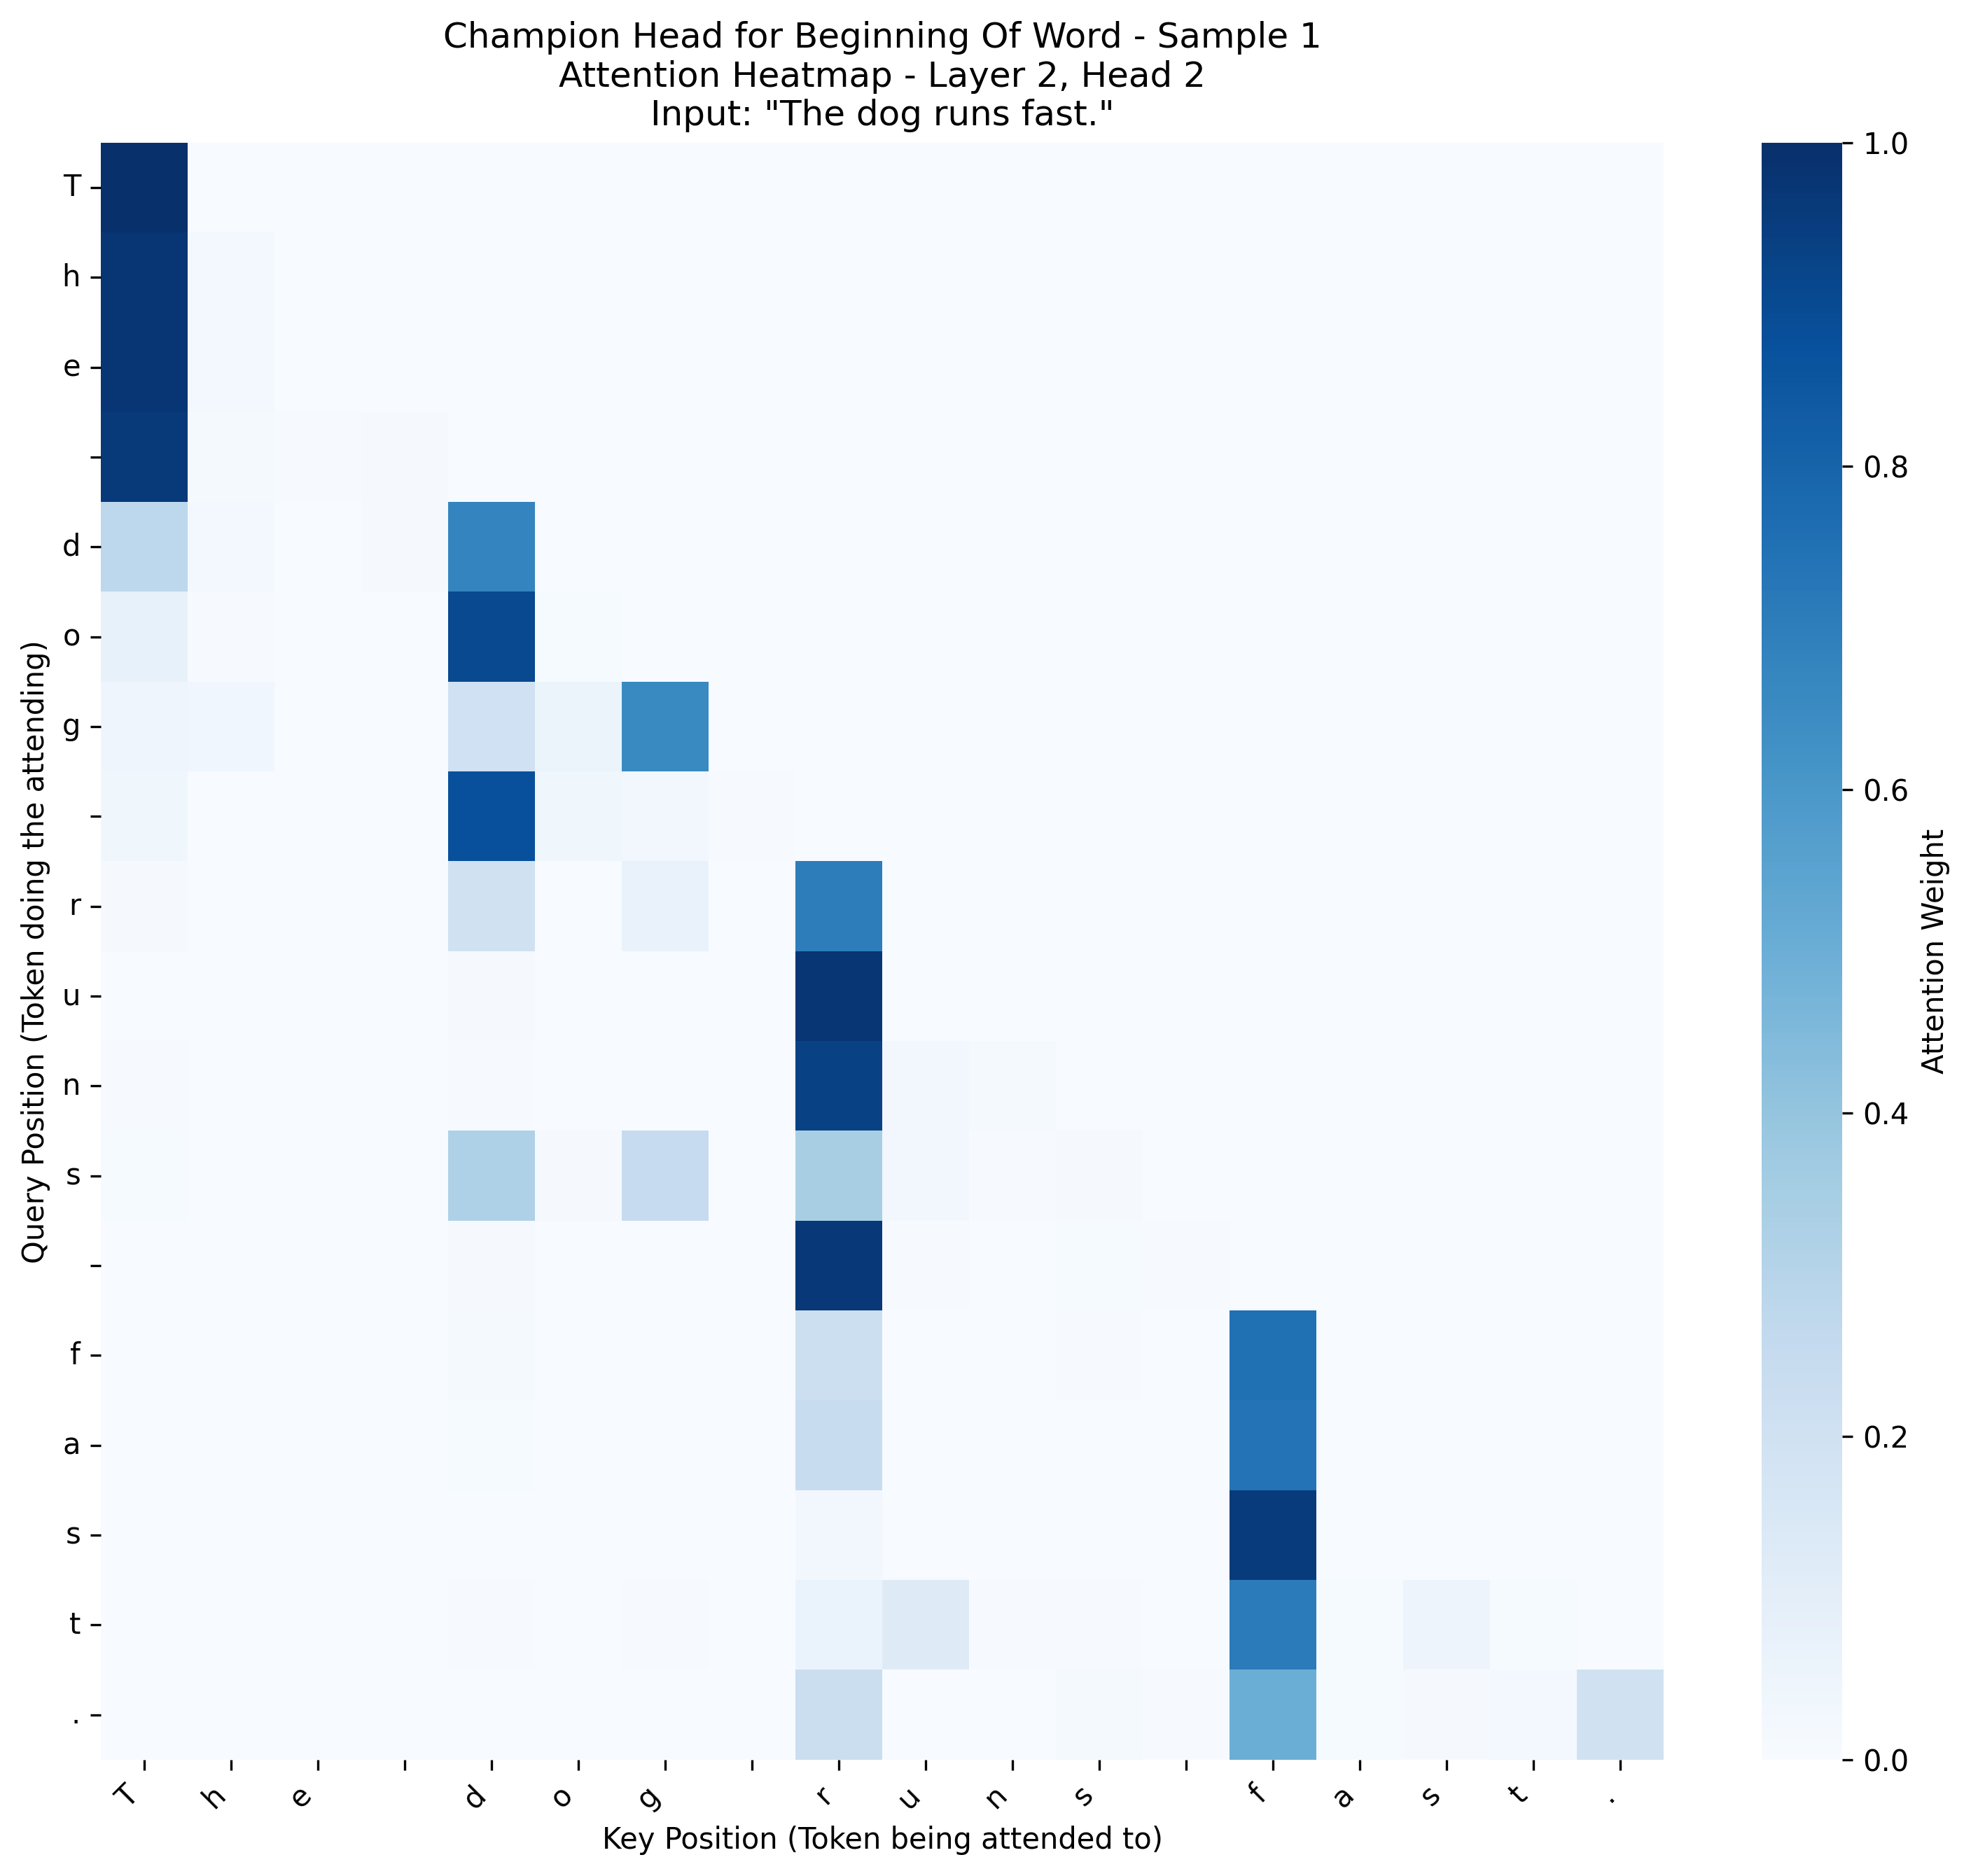 Champion Head for Beginning Of Word - Sample 1
Attention Heatmap - Layer 2, Head 2
Input: "The dog runs fast."
Query Position (Token doing the attending)
T
h
e
d
o
g
r
u
n
s
f
a
s
t
.
T h e d o g r u n s f a s t .
Key Position (Token being attended to)
1.0
0.8
0.6
0.4
0.2
0.0
Attention Weight